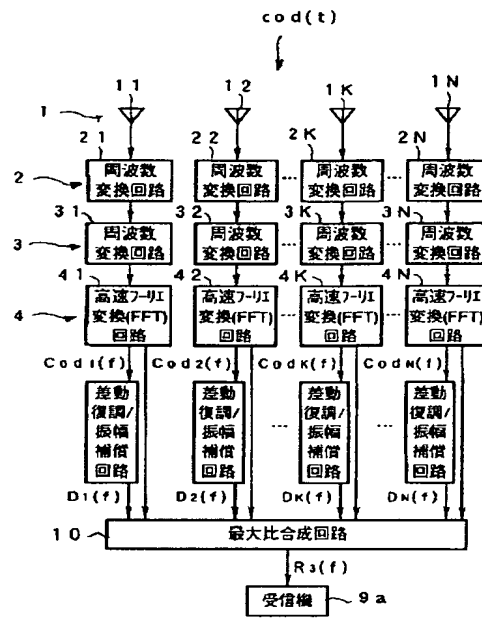 cod(t)
11 12 1K 1N
1
21 22 2K 2N
2
周波数 周波数 周波数 周波数
変換回路 変換回路 … 変換回路 … 変換回路
31 32 3K 3N
3
周波数 周波数 周波数 周波数
変換回路 変換回路 … 変換回路 … 変換回路
41 42 4K 4N
4
高速フーリエ 高速フーリエ 高速フーリエ 高速フーリエ
変換(FFT) 変換(FFT) 変換(FFT) 変換(FFT)
回路 回路 回路 回路
Cod1(f) Cod2(f) CodK(f) CodN(f)
差動 差動 差動 差動
復調/ 復調/ 復調/ 復調/
振幅 振幅 … 振幅 … 振幅
補償 補償 補償 補償
回路 回路 回路 回路
D1(f) D2(f) DK(f) DN(f)
10
最大比合成回路
R3(f)
受信機 9a